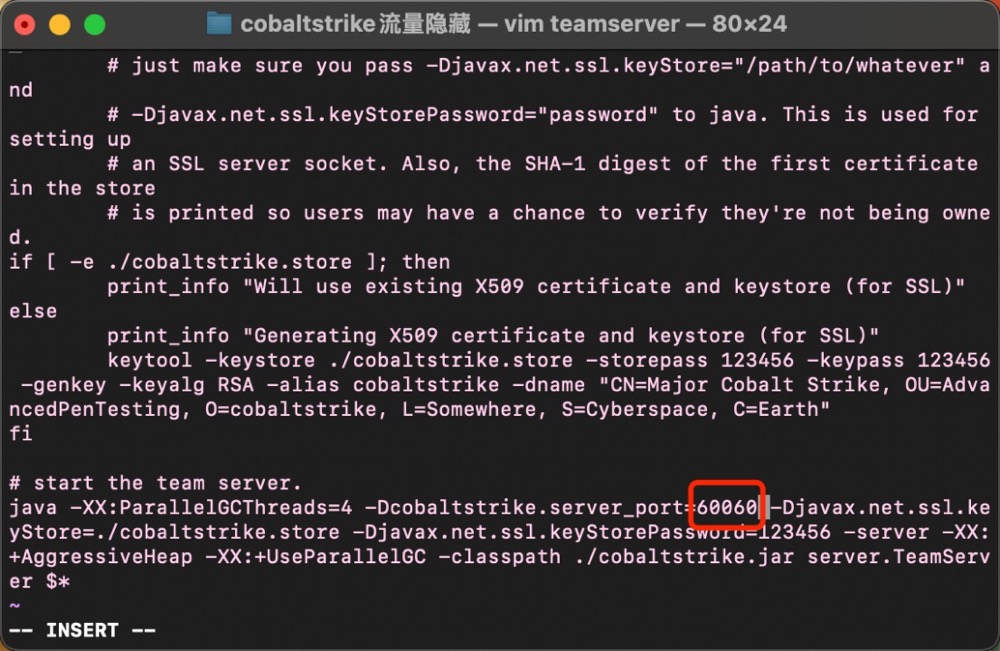 cobaltstrike流量隐藏 — vim teamserver — 80×24
# just make sure you pass -Djavax.net.ssl.keyStore="/path/to/whatever" a
nd
# -Djavax.net.ssl.keyStorePassword="password" to java. This is used for
setting up
# an SSL server socket. Also, the SHA-1 digest of the first certificate
in the store
# is printed so users may have a chance to verify they're not being owne
d.
if [ -e ./cobaltstrike.store ]; then
print_info "Will use existing X509 certificate and keystore (for SSL)"
else
print_info "Generating X509 certificate and keystore (for SSL)"
keytool -keystore ./cobaltstrike.store -storepass 123456 -keypass 123456
-genkey -keyalg RSA -alias cobaltstrike -dname "CN=Major Cobalt Strike, OU=Adva
ncedPenTesting, O=cobaltstrike, L=Somewhere, S=Cyberspace, C=Earth"
fi
# start the team server.
java -XX:ParallelGCThreads=4 -Dcobaltstrike.server_port=60060 -Djavax.net.ssl.ke
yStore=./cobaltstrike.store -Djavax.net.ssl.keyStorePassword=123456 -server -XX:
+AggressiveHeap -XX:+UseParallelGC -classpath ./cobaltstrike.jar server.TeamServ
er $*
~
-- INSERT --